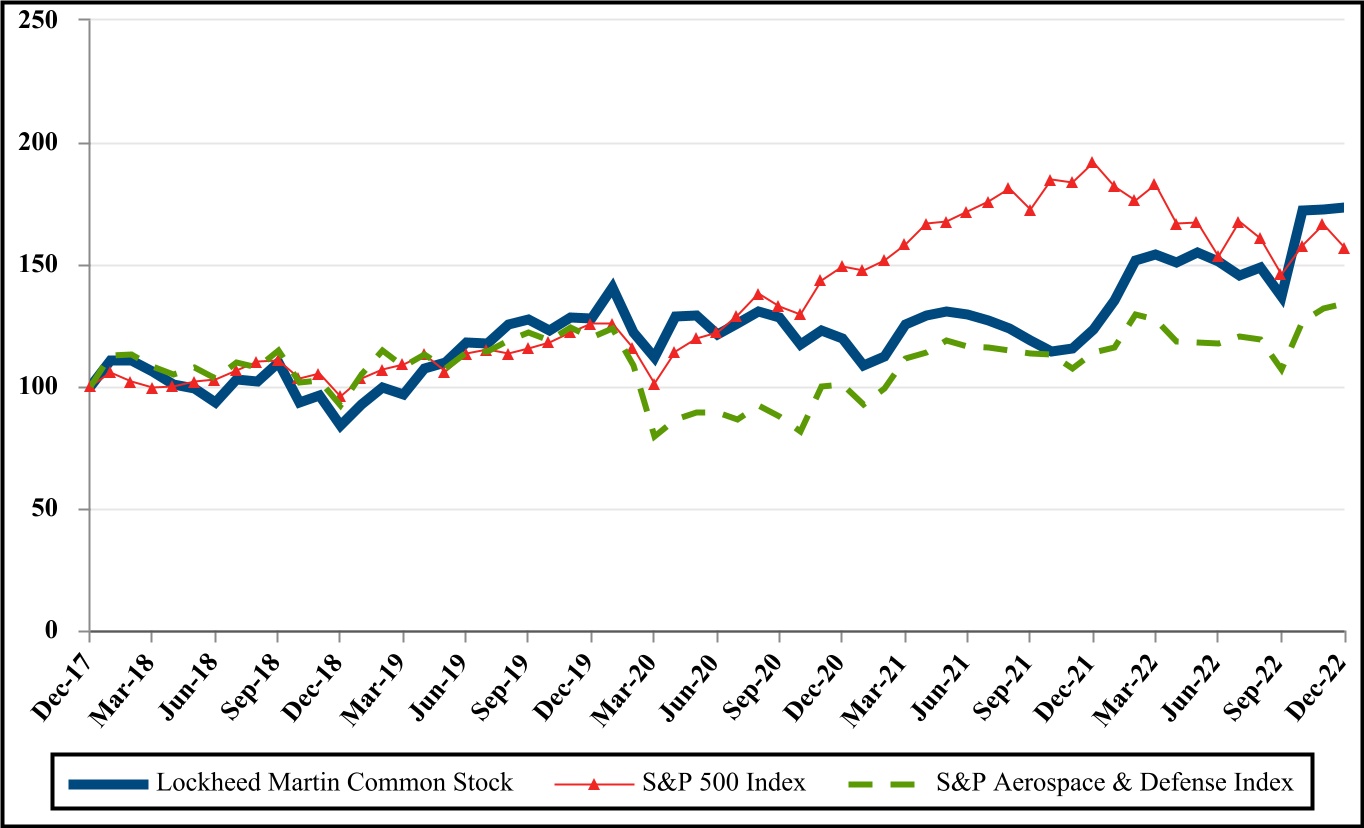 250
200
150
100
50
0
Dec-17
Mar-18
Jun-18
Sep-18
Dec-18
Mar-19
Jun-19
Sep-19
Dec-19
Mar-20
Jun-20
Sep-20
Dec-20
Mar-21
Jun-21
Sep-21
Dec-21
Mar-22
Jun-22
Sep-22
Dec-22
Lockheed Martin Common Stock S&P 500 Index S&P Aerospace & Defense Index